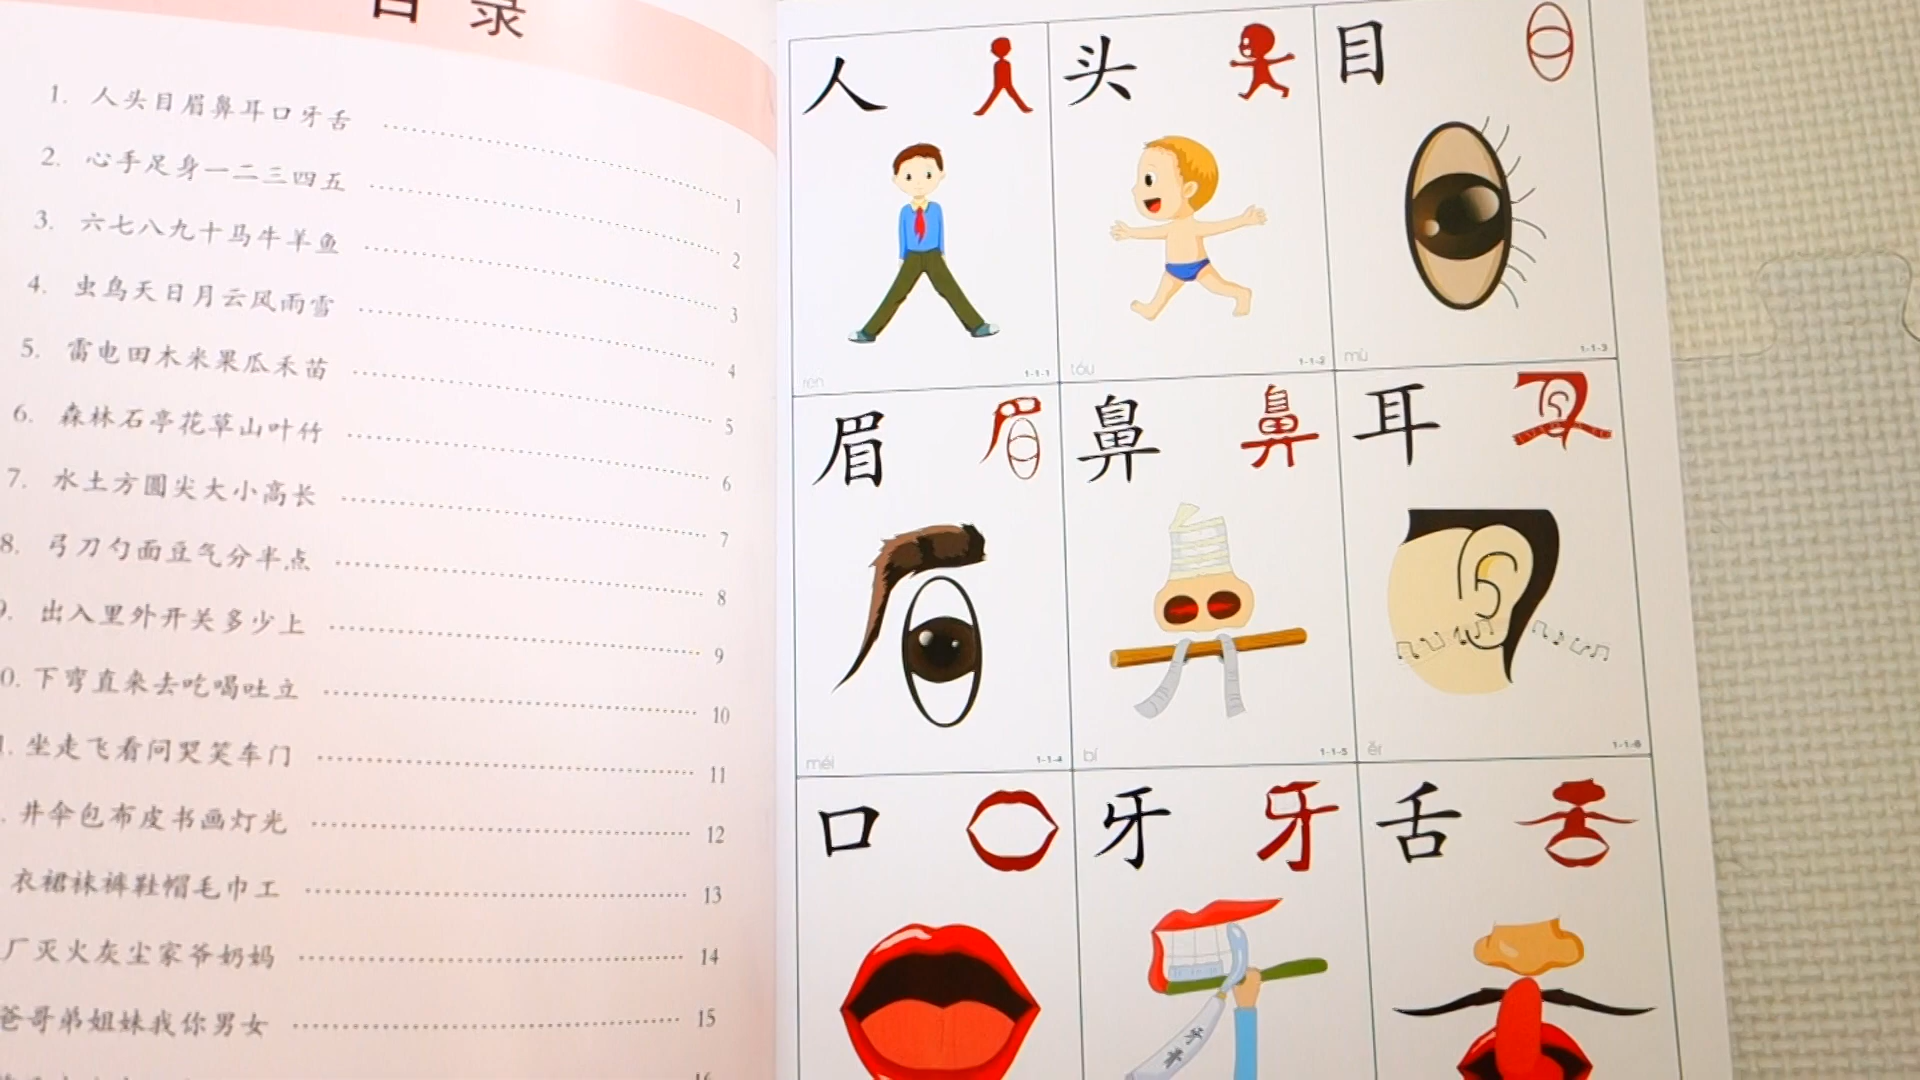 目 录
1. 人头目眉鼻耳口牙舌 1
2. 心手足身一二三四五 2
3. 六七八九十马牛羊鱼 3
4. 虫鸟天日月云风雨雪 4
5. 雷电田木米果瓜禾苗 5
6. 森林石亭花草山叶竹 6
7. 水土方圆尖大小高长 7
8. 弓刀勺面豆气分半点 8
9. 出入里外开关多少上 9
0. 下弯直来去吃喝吐立 10
. 坐走飞看问哭笑车门 11
. 井伞包布皮书画灯光 12
衣裙袜裤鞋帽毛巾工 13
厂灭火灰尘家爷奶妈 14
爸哥弟姐妹我你男女 15
16
人 人
rén 1-1-1
头
tóu 1-1-2
目
mù 1-1-3
眉 眉
méi 1-1-4
鼻 鼻
bí 1-1-5
耳 耳
ěr 1-1-6
口
牙 牙
牙膏
舌